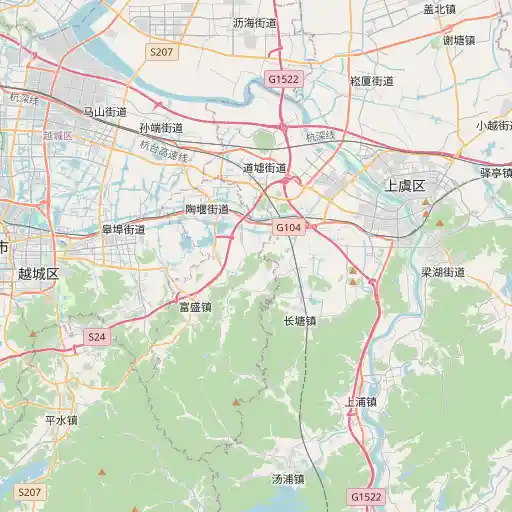 盖北镇
沥海街道
谢塘镇
S207
G1522
崧厦街道
杭深线
马山街道
孙端街道
越城区
杭深线
小越街道
杭台高速线
道墟街道
驿亭镇
上虞区
陶堰街道
皋埠街道
G104
市
越城区
梁湖街道
富盛镇
长塘镇
S24
上浦镇
平水镇
汤浦镇
S207
G1522